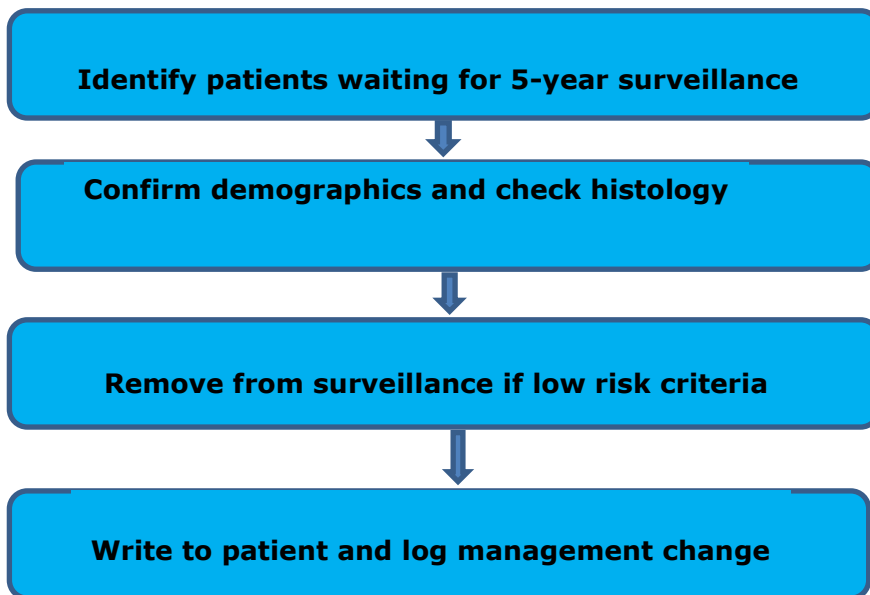 Identify patients waiting for 5-year surveillance
Confirm demographics and check histology
Remove from surveillance if low risk criteria
Write to patient and log management change